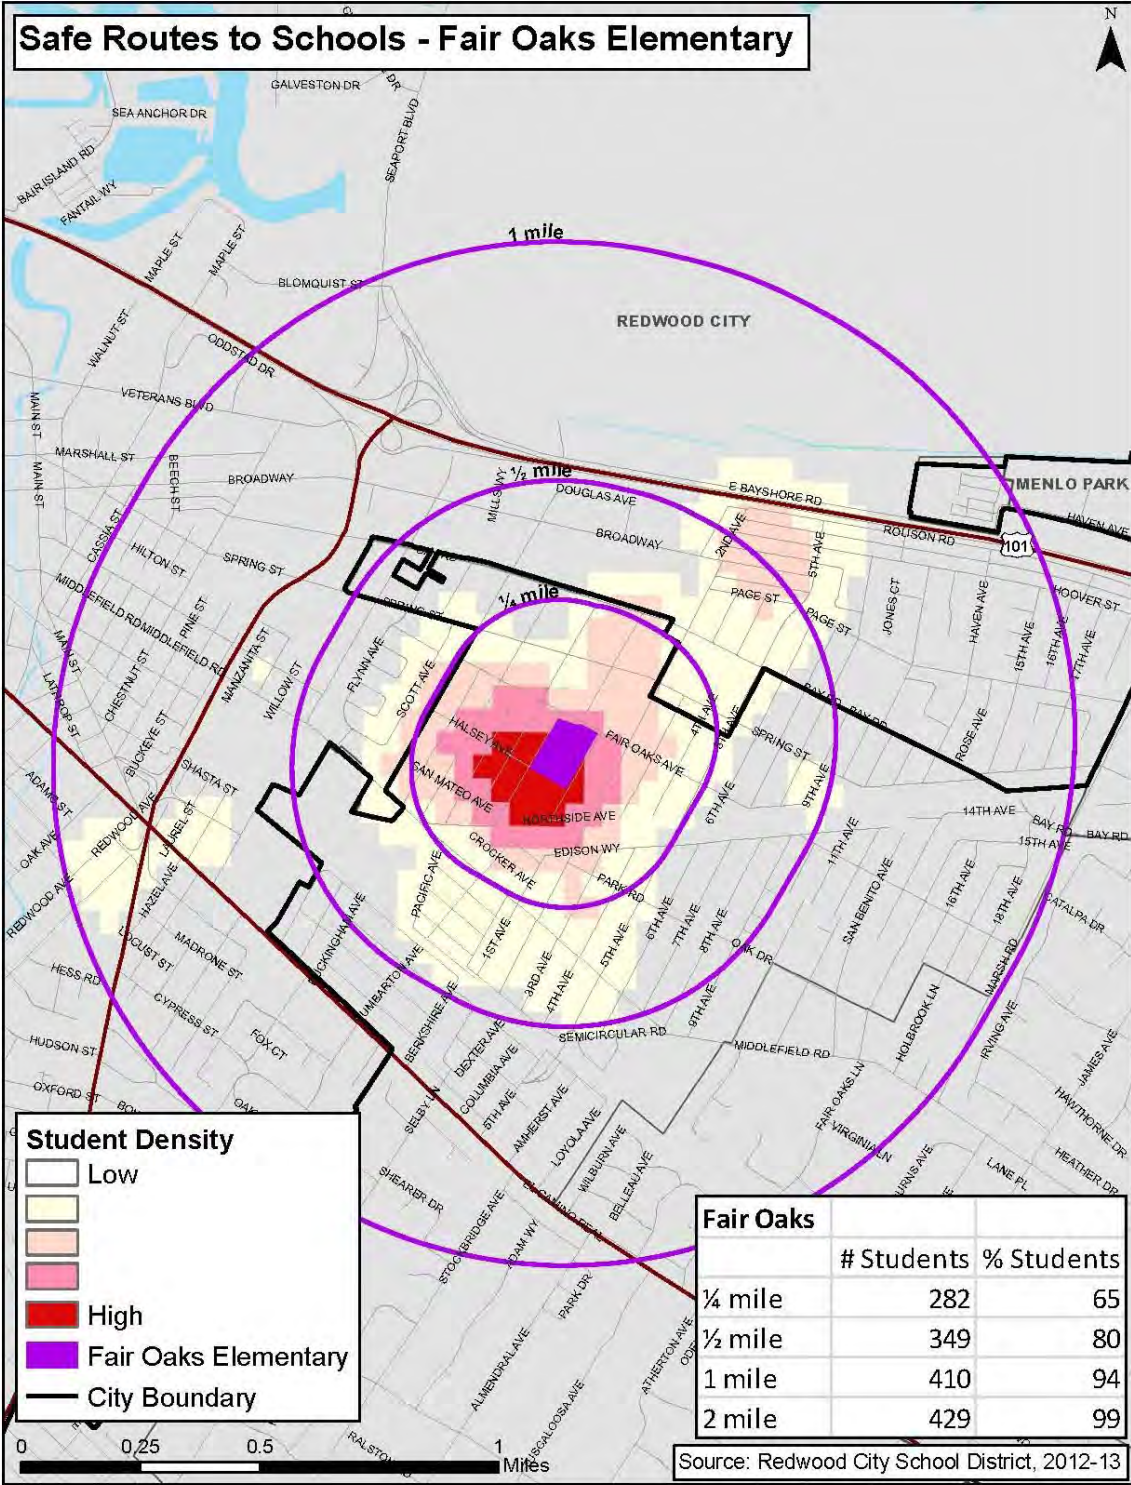 Safe Routes to Schools - Fair Oaks Elementary
N
GALVESTON DR
DR
SEA ANCHOR DR
SEAPORT BLVD
BAIR ISLAND RD
FANTAIL WY
1 mile
MAPLE ST
MAPLE ST
BLOMQUIST ST
REDWOOD CITY
WALNUT ST
ODDSTAD DR
VETERANS BLVD
MAIN ST
MARSHALL ST
MAIN ST
BEECH ST
BROADWAY
MILLS WY
½ mile
DOUGLAS AVE
E BAYSHORE RD
MENLO PARK
HAVEN AVE
CASSIA ST
BROADWAY
2ND AVE
5TH AVE
ROLISON RD
101
HILTON ST
SPRING ST
MIDDLEFIELD RD
MIDDLEFIELD RD
PINE ST
SPRING ST
¼ mile
PAGE ST
PAGE ST
JONES CT
HAVEN AVE
HOOVER ST
15TH AVE
16TH AVE
17TH AVE
MAIN ST
LATHROP ST
CHESTNUT ST
MANZANITA ST
WILLOW ST
FLYNN AVE
SCOTT AVE
HALSEY AVE
FAIR OAKS AVE
4TH AVE
SPRING ST
BAY RD
BAY RD
ROSE AVE
BUCKEYE ST
SHASTA ST
SAN MATEO AVE
NORTHSIDE AVE
6TH AVE
9TH AVE
14TH AVE
BAY RD
BAY RD
15TH AVE
ADAMS ST
OAK AVE
REDWOOD AVE
LAUREL ST
CROCKER AVE
EDISON WY
11TH AVE
REDWOOD AVE
HAZEL AVE
PACIFIC AVE
PARK RD
SAN BENITO AVE
16TH AVE
18TH AVE
CATALPA DR
LOCUST ST
MADRONE ST
BUCKINGHAM AVE
1ST AVE
3RD AVE
4TH AVE
5TH AVE
6TH AVE
7TH AVE
8TH AVE
OAK DR
MARSH RD
HESS RD
CYPRESS ST
FOX CT
BERKSHIRE AVE
SEMICIRCULAR RD
9TH AVE
MIDDLEFIELD RD
HOLBROOK LN
IRVING AVE
JAMES AVE
HUDSON ST
OXFORD ST
DEXTER AVE
COLUMBIA AVE
5TH AVE
SELBY LN
AMHERST AVE
LOYOLA AVE
WILBURN AVE
BELLEAU AVE
FAIR OAKS LN
VIRGINIA LN
HAWTHORNE DR
HEATHER DR
LANE PL
SHEARER DR
STOCKBRIDGE AVE
ADAM WY
EL CAMINO REAL
PARK DR
ALMENDRAL AVE
ATHERTON AVE
Student Density
Low
High
Fair Oaks Elementary
City Boundary
Fair Oaks
# Students % Students
¼ mile 282 65
½ mile 349 80
1 mile 410 94
2 mile 429 99
0 0.25 0.5 1
Miles
Source: Redwood City School District, 2012-13